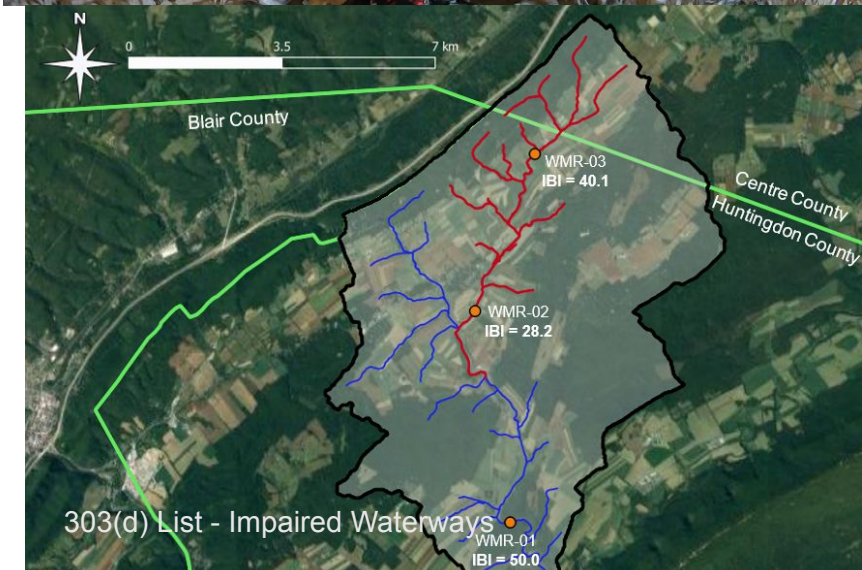 N
0 3.5 7 km
Blair County
WMR-03
IBI = 40.1
Centre County
Huntingdon County
WMR-02
IBI = 28.2
303(d) List - Impaired Waterways
WMR-01
IBI = 50.0